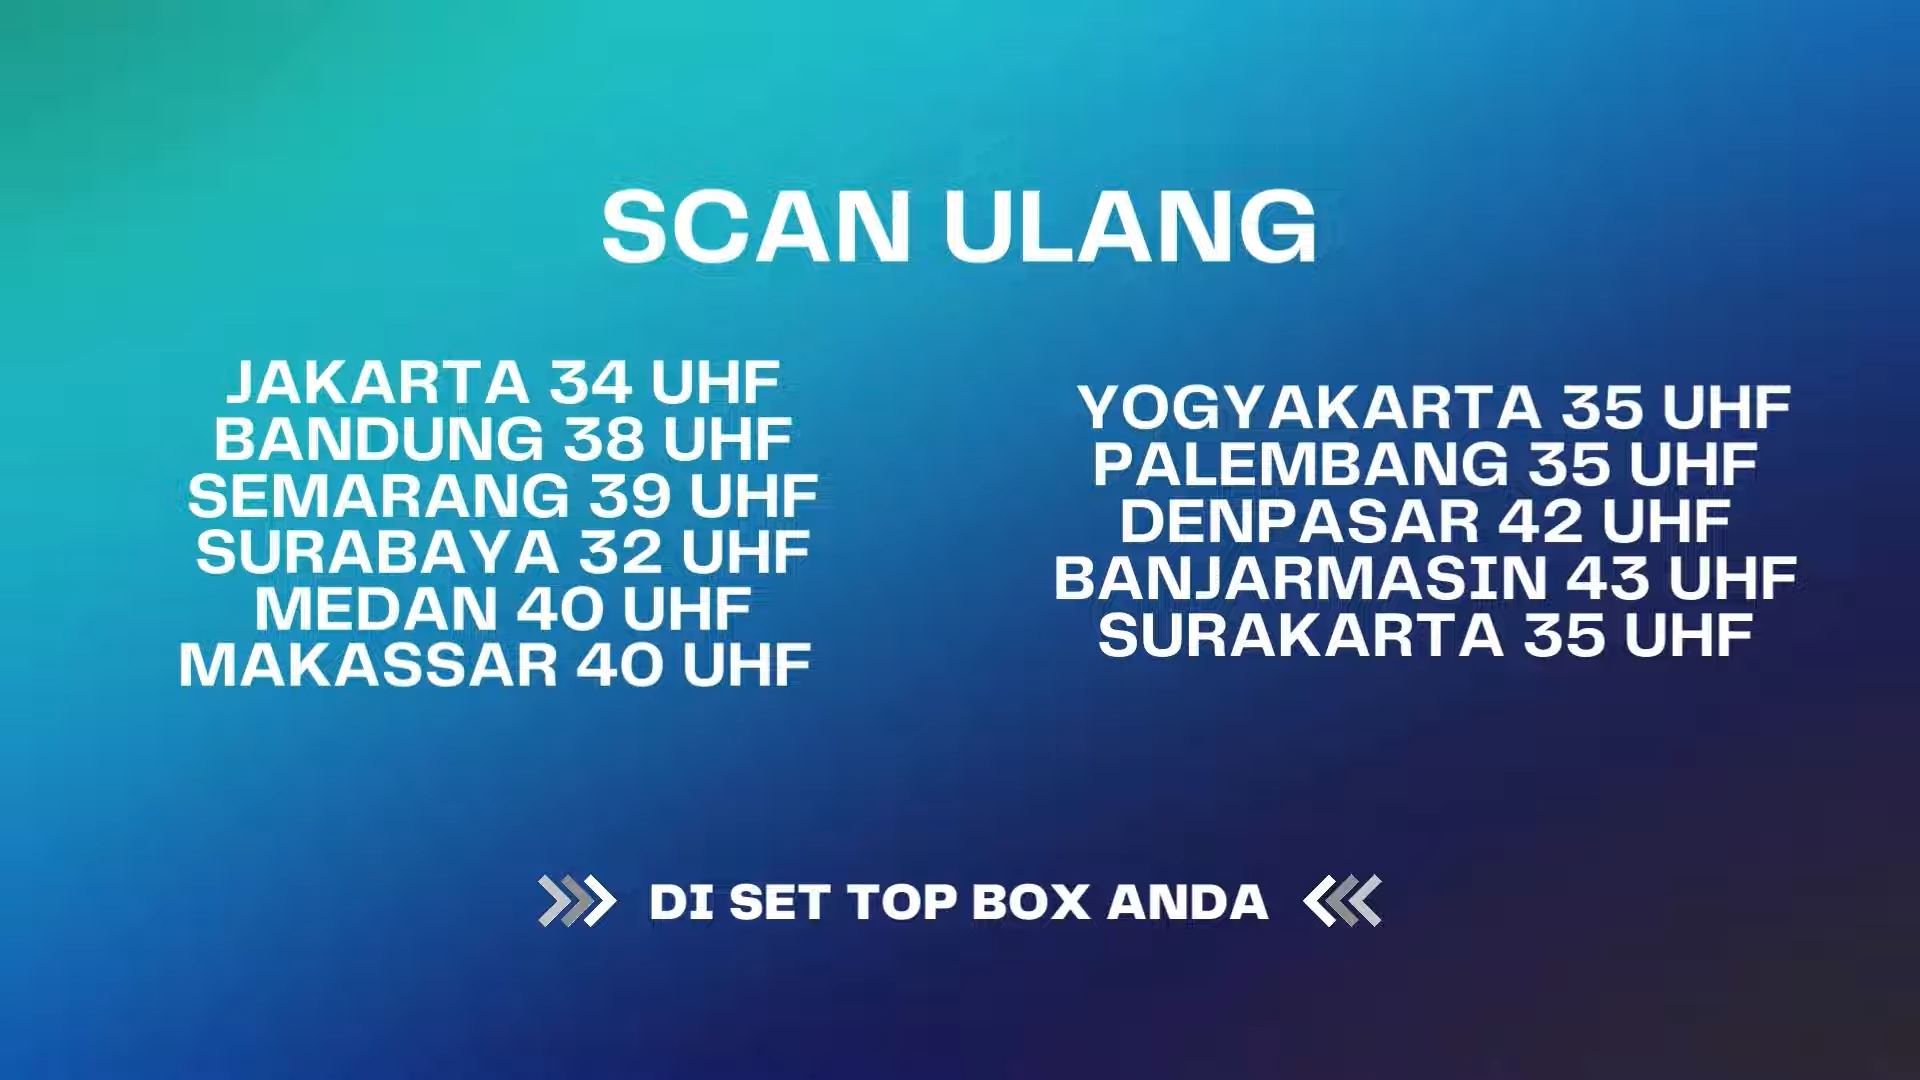 SCAN ULANG
JAKARTA 34 UHF
BANDUNG 38 UHF
SEMARANG 39 UHF
SURABAYA 32 UHF
MEDAN 40 UHF
MAKASSAR 40 UHF
YOGYAKARTA 35 UHF
PALEMBANG 35 UHF
DENPASAR 42 UHF
BANJARMASIN 43 UHF
SURAKARTA 35 UHF
DI SET TOP BOX ANDA